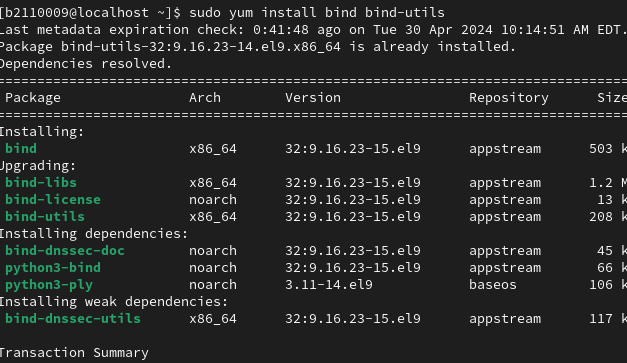 [b2110009@localhost ~]$ sudo yum install bind bind-utils
Last metadata expiration check: 0:41:48 ago on Tue 30 Apr 2024 10:14:51 AM EDT.
Package bind-utils-32:9.16.23-14.el9.x86_64 is already installed.
Dependencies resolved.
================================================================================
Package Arch Version Repository Size
================================================================================
Installing:
bind x86_64 32:9.16.23-15.el9 appstream 503 k
Upgrading:
bind-libs x86_64 32:9.16.23-15.el9 appstream 1.2 M
bind-license noarch 32:9.16.23-15.el9 appstream 13 k
bind-utils x86_64 32:9.16.23-15.el9 appstream 208 k
Installing dependencies:
bind-dnssec-doc noarch 32:9.16.23-15.el9 appstream 45 k
python3-bind noarch 32:9.16.23-15.el9 appstream 66 k
python3-ply noarch 3.11-14.el9 baseos 106 k
Installing weak dependencies:
bind-dnssec-utils x86_64 32:9.16.23-15.el9 appstream 117 k
Transaction Summary